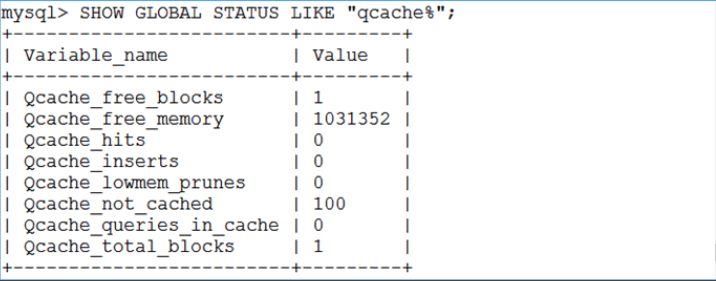 mysql> SHOW GLOBAL STATUS LIKE "qcache%";
+-------------------------+---------+
| Variable_name           | Value   |
+-------------------------+---------+
| Qcache_free_blocks      | 1       |
| Qcache_free_memory      | 1031352 |
| Qcache_hits             | 0       |
| Qcache_inserts          | 0       |
| Qcache_lowmem_prunes    | 0       |
| Qcache_not_cached       | 100     |
| Qcache_queries_in_cache | 0       |
| Qcache_total_blocks     | 1       |
+-------------------------+---------+